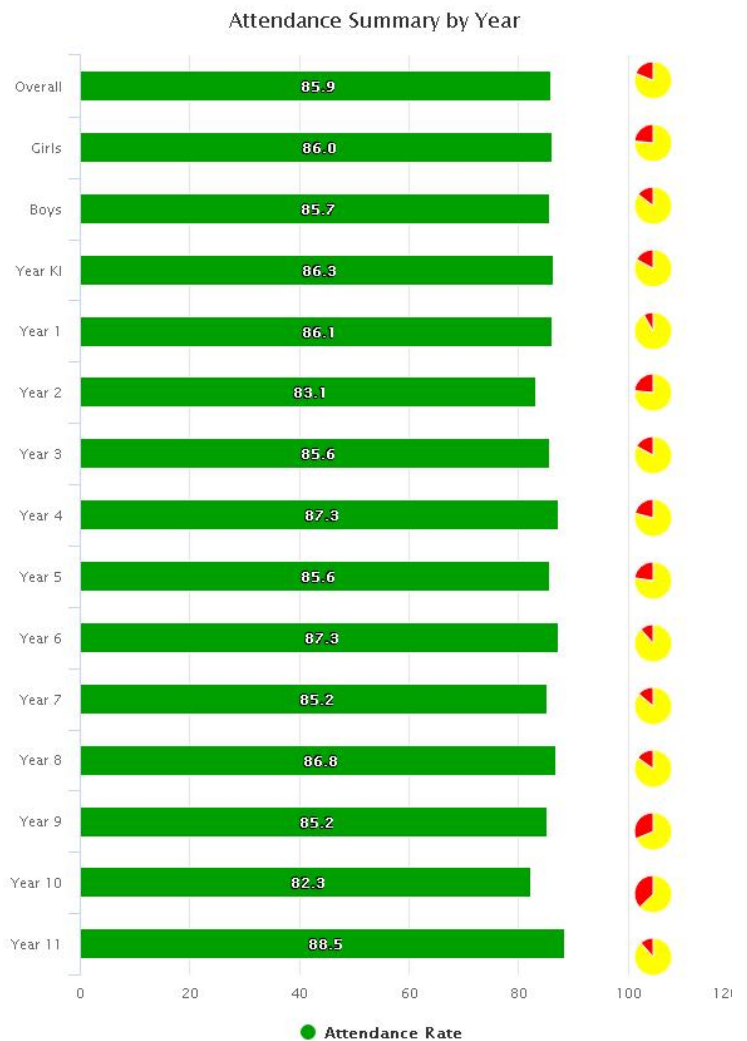 Attendance Summary by Year
Overall 85.9
Girls 86.0
Boys 85.7
Year KI 86.3
Year 1 86.1
Year 2 83.1
Year 3 85.6
Year 4 87.3
Year 5 85.6
Year 6 87.3
Year 7 85.2
Year 8 86.8
Year 9 85.2
Year 10 82.3
Year 11 88.5
0 20 40 60 80 100 120
Attendance Rate